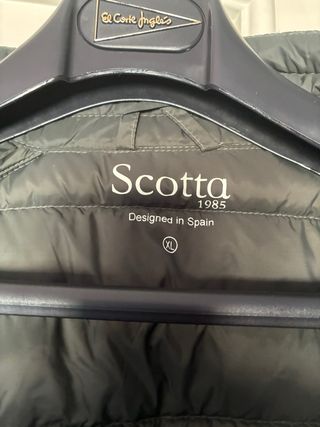 El Corte Inglés
Scotta
1985
Designed in Spain
XL